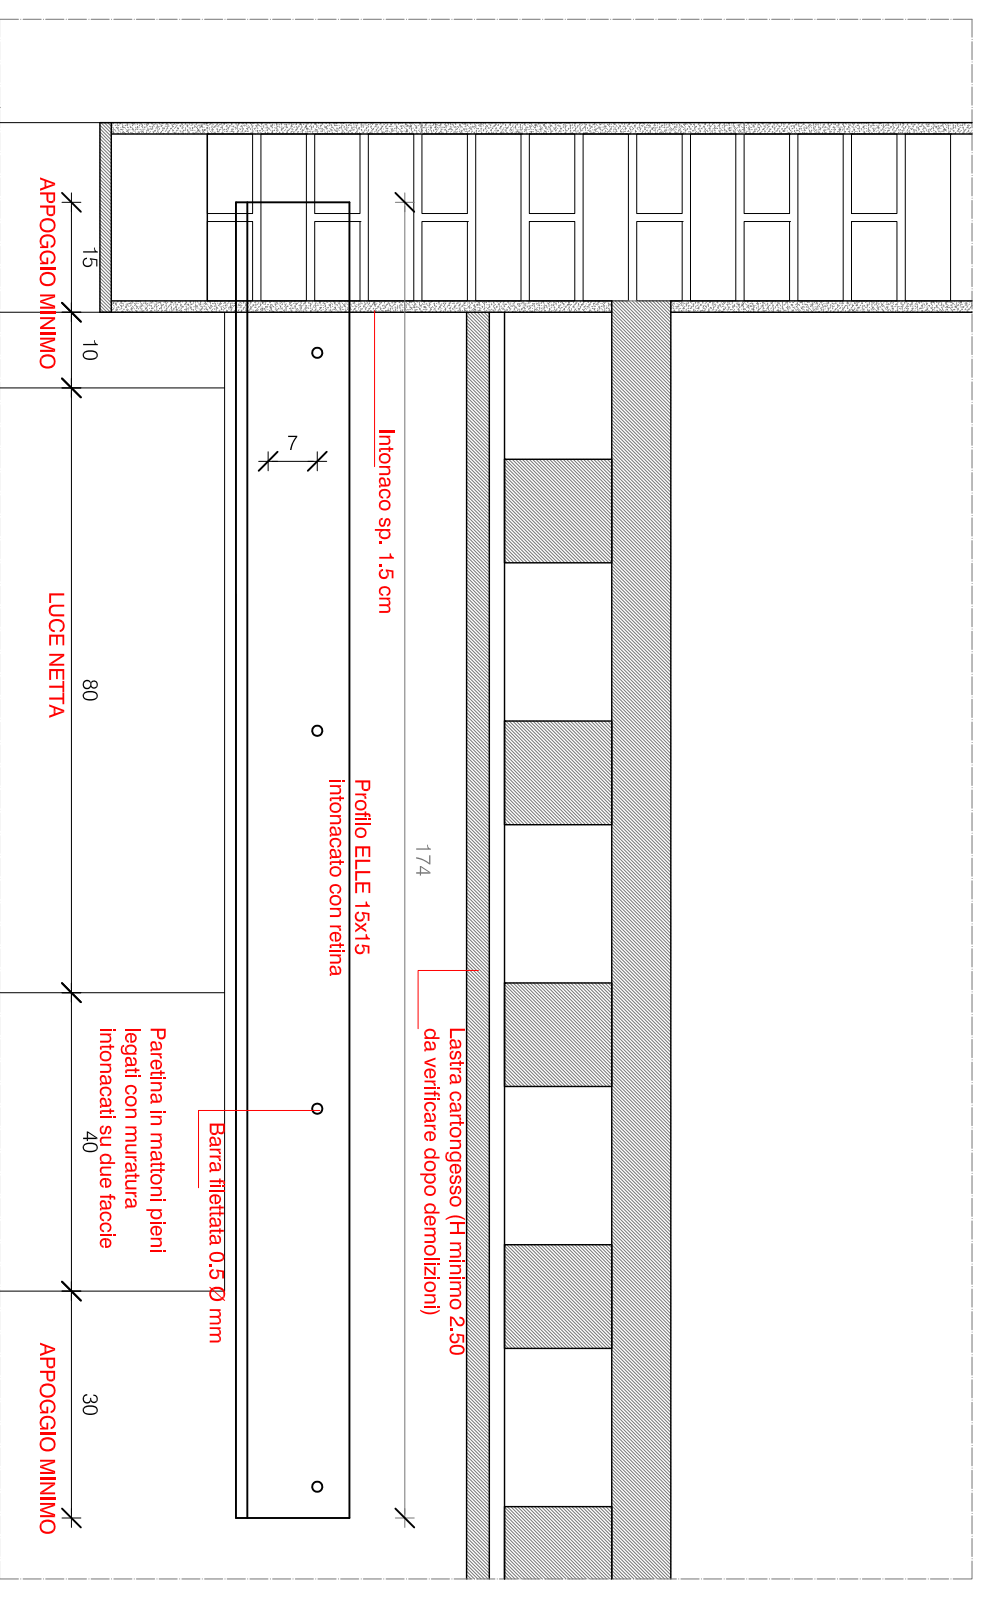 Lastra cartongesso (H minimo 2.50
da verificare dopo demolizioni)
174
Intonaco sp. 1.5 cm
Profilo ELLE 15x15
intonacato con retina
7
Barra filettata 0.5 Ø mm
Paretina in mattoni pieni
legati con muratura
intonacati su due faccie
15
10
80
40
30
APPOGGIO MINIMO
LUCE NETTA
APPOGGIO MINIMO